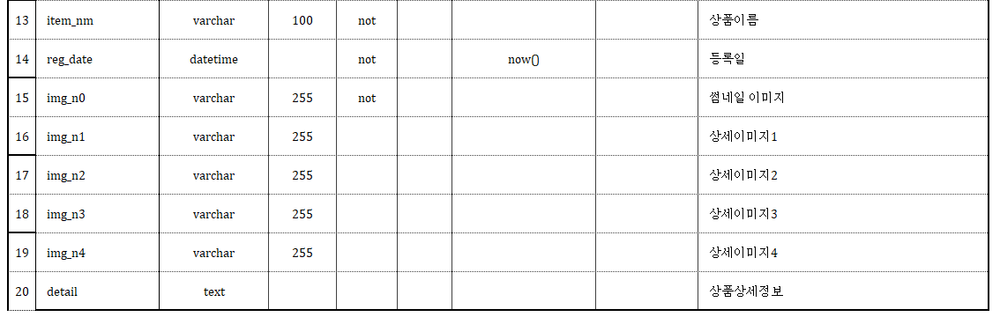 13 item_nm varchar 100 not 상품이름
14 reg_date datetime not now() 등록일
15 img_n0 varchar 255 not 썸네일 이미지
16 img_n1 varchar 255 상세이미지1
17 img_n2 varchar 255 상세이미지2
18 img_n3 varchar 255 상세이미지3
19 img_n4 varchar 255 상세이미지4
20 detail text 상품상세정보